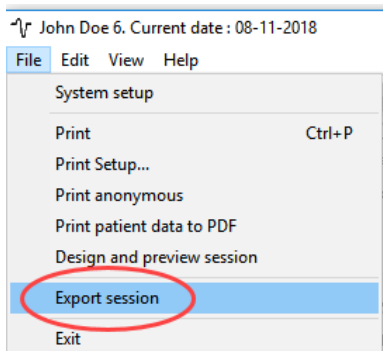 John Doe 6. Current date : 08-11-2018
File Edit View Help
System setup
Print Ctrl+P
Print Setup...
Print anonymous
Print patient data to PDF
Design and preview session
Export session
Exit